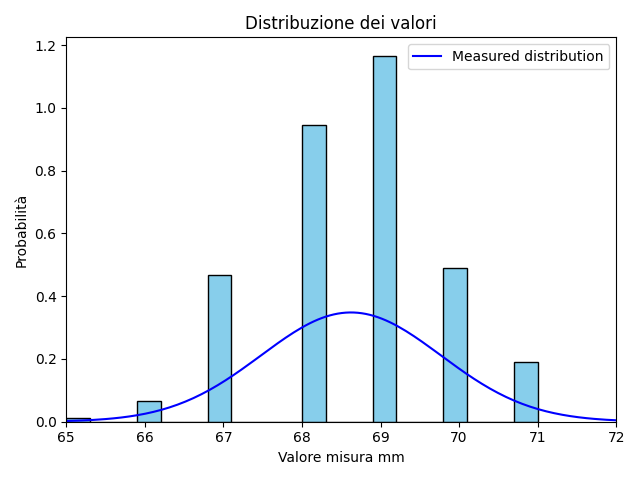 Distribuzione dei valori
Measured distribution
Probabilità
1.2
1.0
0.8
0.6
0.4
0.2
0.0
65 66 67 68 69 70 71 72
Valore misura mm